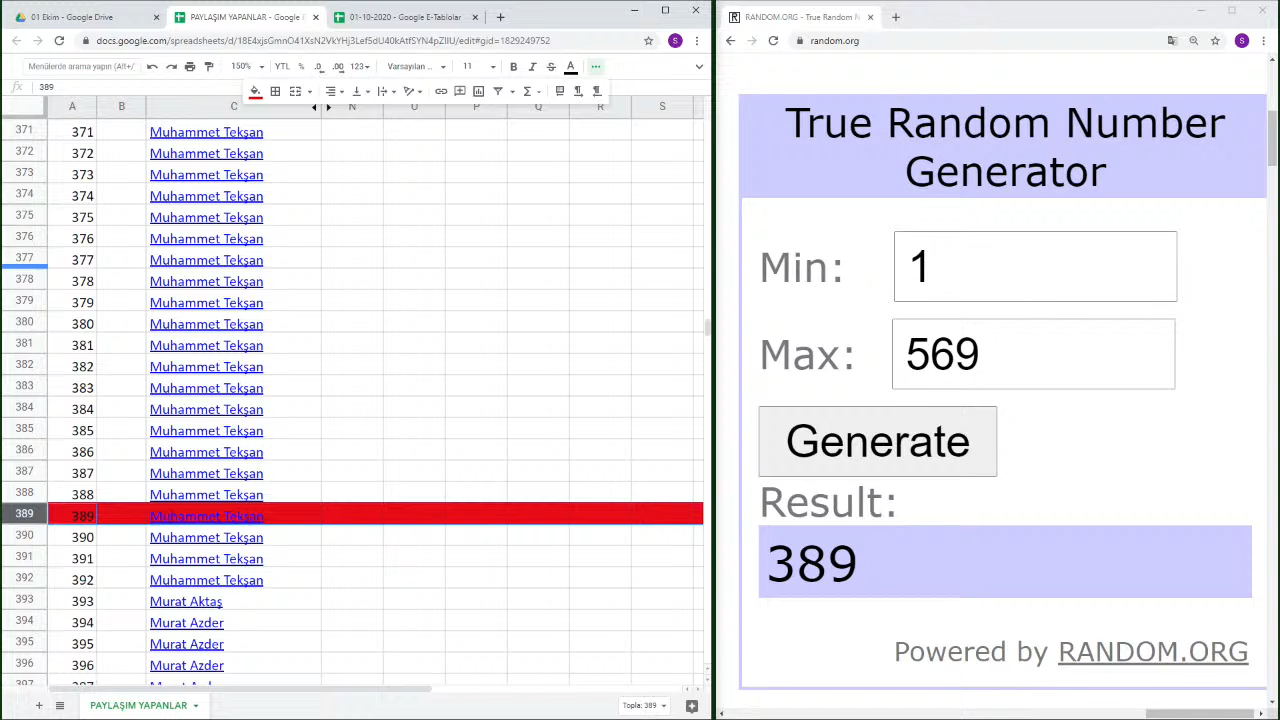 01 Ekim - Google Drive
PAYLAŞIM YAPANLAR - Google
01-10-2020 - Google E-Tablolar
docs.google.com/spreadsheets/d/
/edit#gid=1829249752
S
Menülerde arama yapın (Alt+/
150%
YTL
%
.0
.00
123
Varsayılan ...
11
B
I
S
A
fx
389
A
B
C
N
O
P
Q
R
S
371 371 Muhammet Tekşan
372 372 Muhammet Tekşan
373 373 Muhammet Tekşan
374 374 Muhammet Tekşan
375 375 Muhammet Tekşan
376 376 Muhammet Tekşan
377 377 Muhammet Tekşan
378 378 Muhammet Tekşan
379 379 Muhammet Tekşan
380 380 Muhammet Tekşan
381 381 Muhammet Tekşan
382 382 Muhammet Tekşan
383 383 Muhammet Tekşan
384 384 Muhammet Tekşan
385 385 Muhammet Tekşan
386 386 Muhammet Tekşan
387 387 Muhammet Tekşan
388 388 Muhammet Tekşan
389 389 Muhammet Tekşan
390 390 Muhammet Tekşan
391 391 Muhammet Tekşan
392 392 Muhammet Tekşan
393 393 Murat Aktaş
394 394 Murat Azder
395 395 Murat Azder
396 396 Murat Azder
PAYLAŞIM YAPANLAR
Topla: 389
RANDOM.ORG - True Random N
random.org
S
True Random Number
Generator
Min: 1
Max: 569
Generate
Result:
389
Powered by RANDOM.ORG